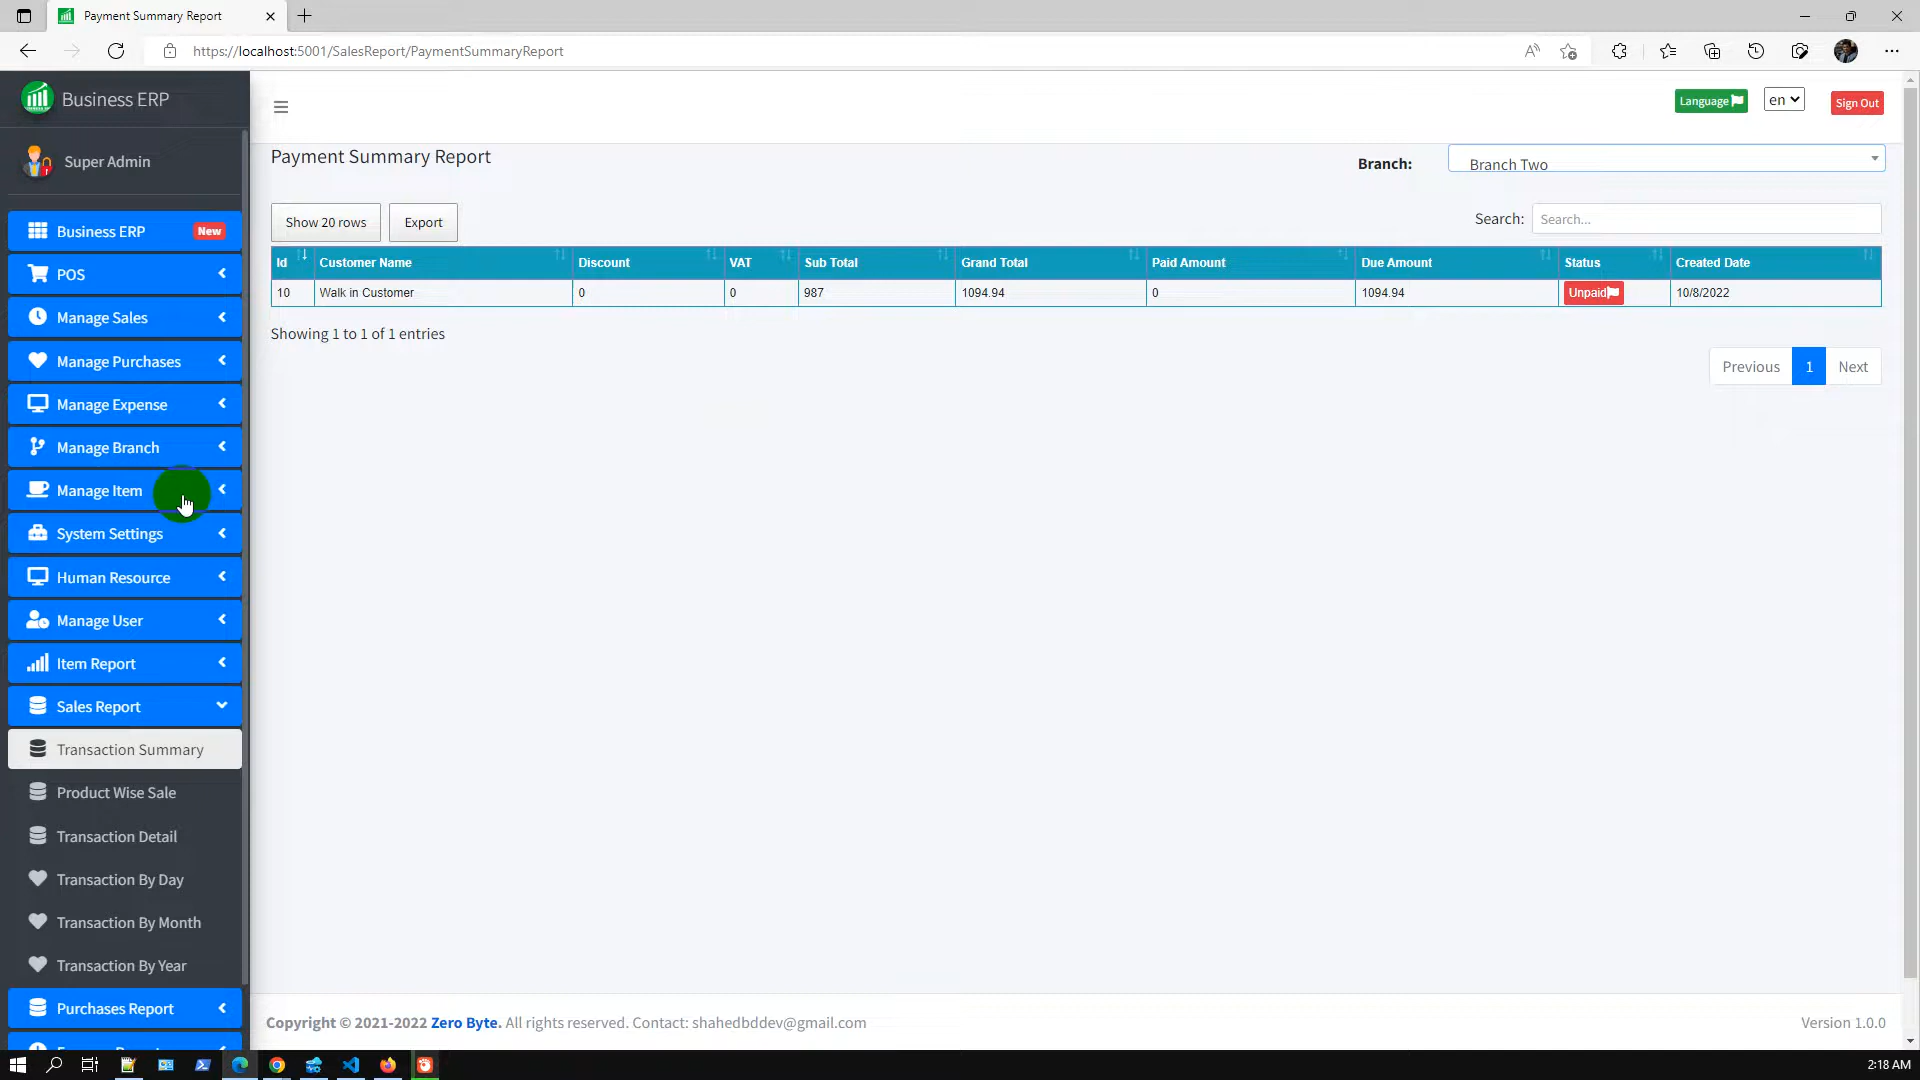 Payment Summary Report
https://localhost:5001/SalesReport/PaymentSummaryReport
Business ERP
Language
en
Sign Out
Super Admin
Payment Summary Report
Branch:
Branch Two
Business ERP New
POS
Manage Sales
Manage Purchases
Manage Expense
Manage Branch
Manage Item
System Settings
Human Resource
Manage User
Item Report
Sales Report
Transaction Summary
Product Wise Sale
Transaction Detail
Transaction By Day
Transaction By Month
Transaction By Year
Purchases Report
Show 20 rows
Export
Search:
Search...
Id Customer Name Discount VAT Sub Total Grand Total Paid Amount Due Amount Status Created Date
10 Walk in Customer 0 0 987 1094.94 0 1094.94 Unpaid 10/8/2022
Showing 1 to 1 of 1 entries
Previous 1 Next
Copyright © 2021-2022 Zero Byte. All rights reserved. Contact: shahedbddev@gmail.com
Version 1.0.0
2:18 AM